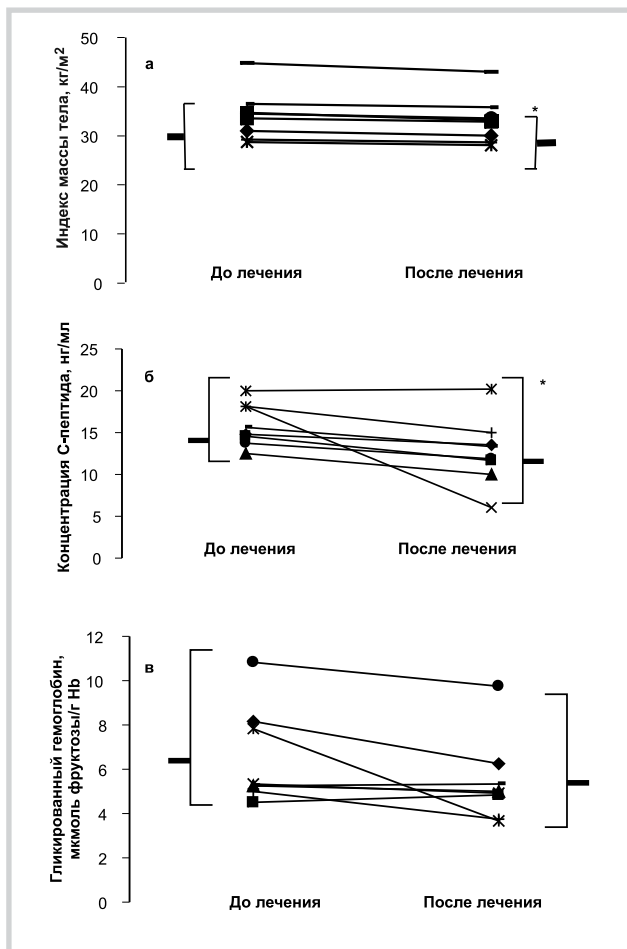 Индекс массы тела, кг/м²
50
40
30
20
10
0
а
*
До лечения
После лечения
Концентрация С-пептида, нг/мл
25
20
15
10
5
0
б
*
До лечения
После лечения
Гликированный гемоглобин,
мкмоль фруктозы/г Hb
12
10
8
6
4
2
0
в
До лечения
После лечения